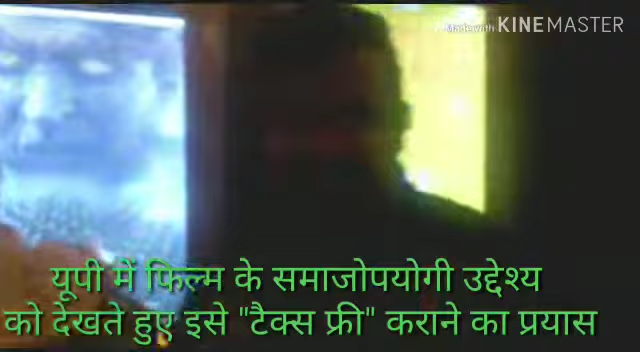 Made with KINEMASTER
यूपी में फिल्म के समाजोपयोगी उद्देश्य
को देखते हुए इसे "टैक्स फ्री" कराने का प्रयास